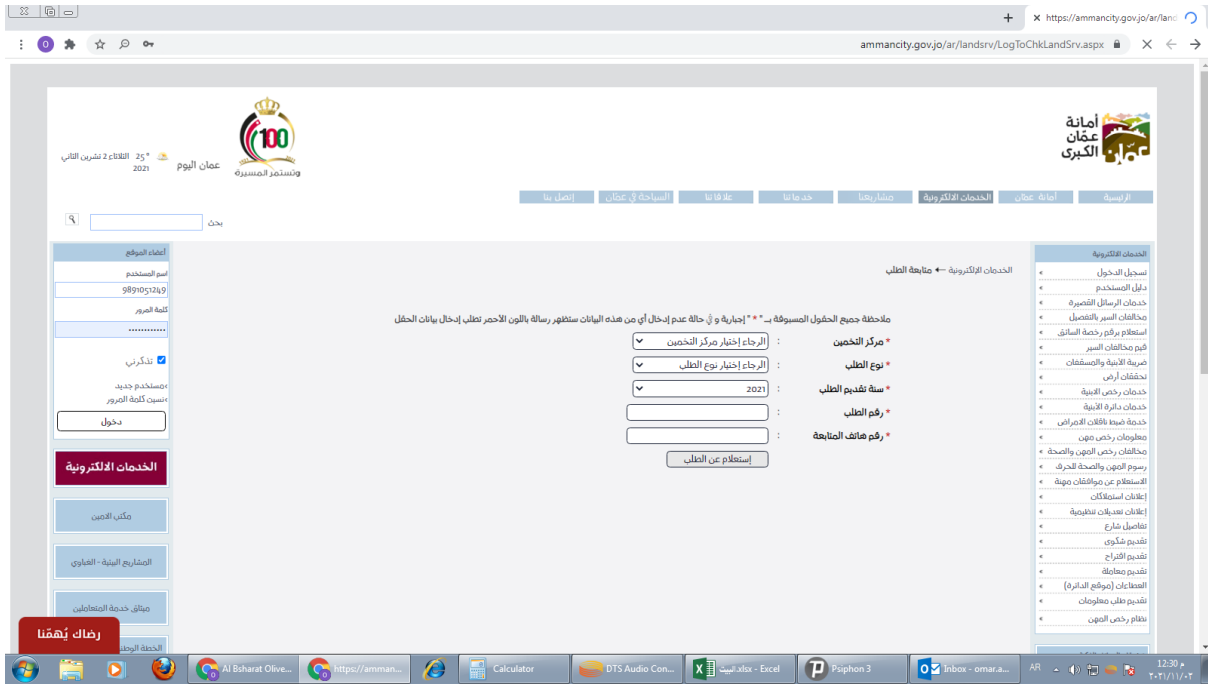 https://ammancity.gov.jo/ar/land
ammancity.gov.jo/ar/landsrv/LogToChkLandSrv.aspx
أمانة
عمّان
الكبرى
100
وتستمر المسيرة
عمان اليوم
25° الثلاثاء 2 تشرين الثاني
2021
الرئيسية
أمانة عمّان
الخدمات الالكترونية
مشاريعنا
خدماتنا
علاقاتنا
السياحة في عمّان
إتصل بنا
بحث
الخدمات الالكترونية
تسجيل الدخول
دليل المستخدم
خدمات الرسائل القصيرة
مخالفات السير بالتفصيل
استعلام برقم رخصة السائق
قيم مخالفات السير
ضريبة الأبنية والمسقفات
تحققات أرض
خدمات رخص الابنية
خدمات دائرة الأبنية
خدمة ضبط ناقلات الامراض
معلومات رخص مهن
مخالفات رخص المهن والصحة
رسوم المهن والصحة للحرف
الاستعلام عن موافقات مهنة
إعلانات استملاكات
إعلانات تعديلات تنظيمية
تفاصيل شارع
تقديم شكوى
تقديم اقتراح
تقديم معاملة
العطاءات (موقع الدائرة)
تقديم طلب معلومات
نظام رخص المهن
الخدمات الإلكترونية ← متابعة الطلب
ملاحظة جميع الحقول المسبوقة بـ " * " إجبارية و في حالة عدم إدخال أي من هذه البيانات ستظهر رسالة باللون الأحمر تطلب إدخال بيانات الحقل
* مركز التخمين : الرجاء إختيار مركز التخمين
* نوع الطلب : الرجاء إختيار نوع الطلب
* سنة تقديم الطلب : 2021
* رقم الطلب :
* رقم هاتف المتابعة :
إستعلام عن الطلب
أعضاء الموقع
اسم المستخدم
9891051249
كلمة المرور
تذكّرني
»مستخدم جديد
»نسيت كلمة المرور
دخول
الخدمات الالكترونية
مكتب الامين
المشاريع البيئية - الغباوي
ميثاق خدمة المتعاملين
رضاك يُهمّنا
Al Bsharat Olive...
https://amman...
Calculator
DTS Audio Con...
البيت.xlsx - Excel
Psiphon 3
Inbox - omar.a...
AR
12:30 م
٢٠٢١/١١/٠٢